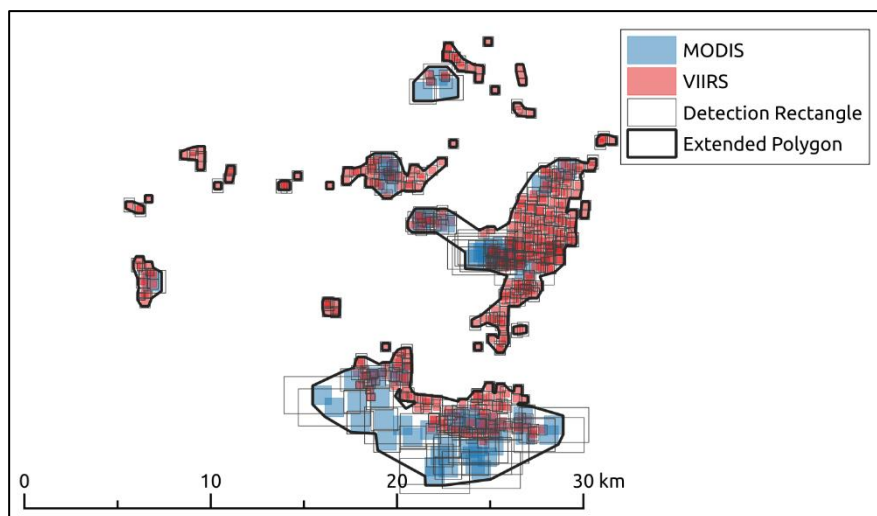 MODIS
VIIRS
Detection Rectangle
Extended Polygon
0 10 20 30 km